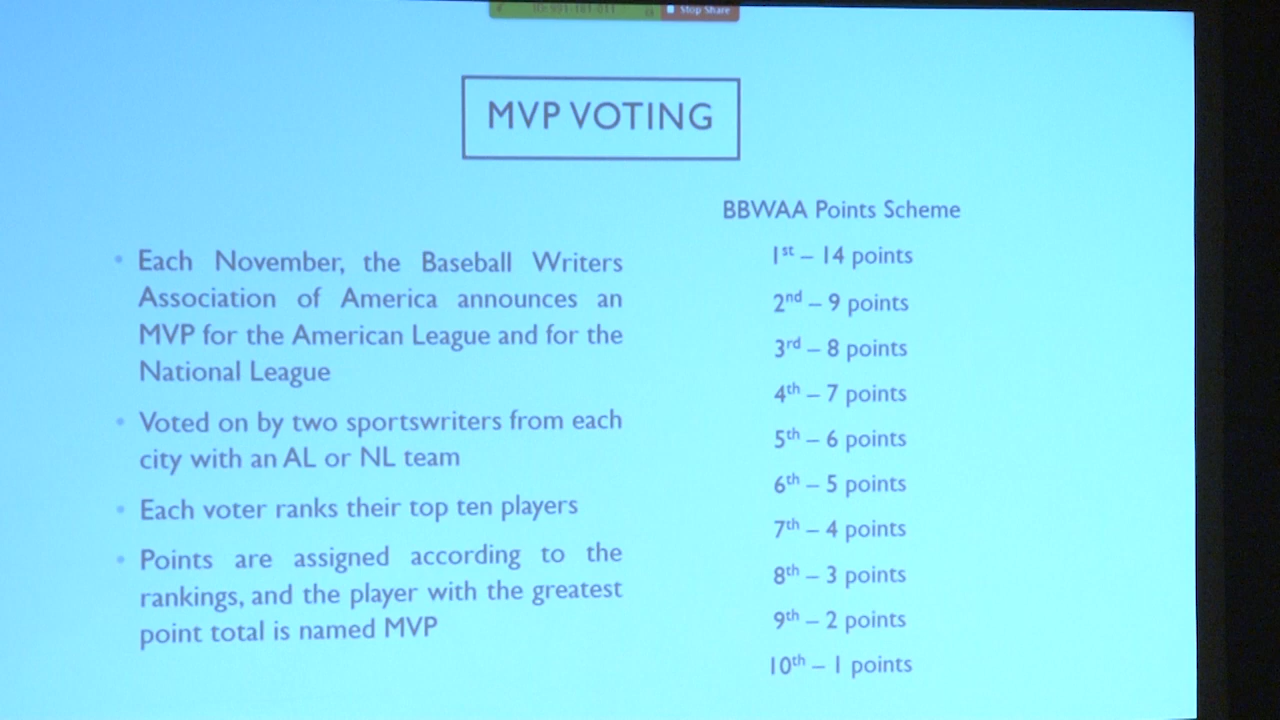 Stop Share
MVP VOTING
BBWAA Points Scheme
• Each November, the Baseball Writers
Association of America announces an
MVP for the American League and for the
National League
• Voted on by two sportswriters from each
city with an AL or NL team
• Each voter ranks their top ten players
• Points are assigned according to the
rankings, and the player with the greatest
point total is named MVP
1st – 14 points
2nd – 9 points
3rd – 8 points
4th – 7 points
5th – 6 points
6th – 5 points
7th – 4 points
8th – 3 points
9th – 2 points
10th – 1 points